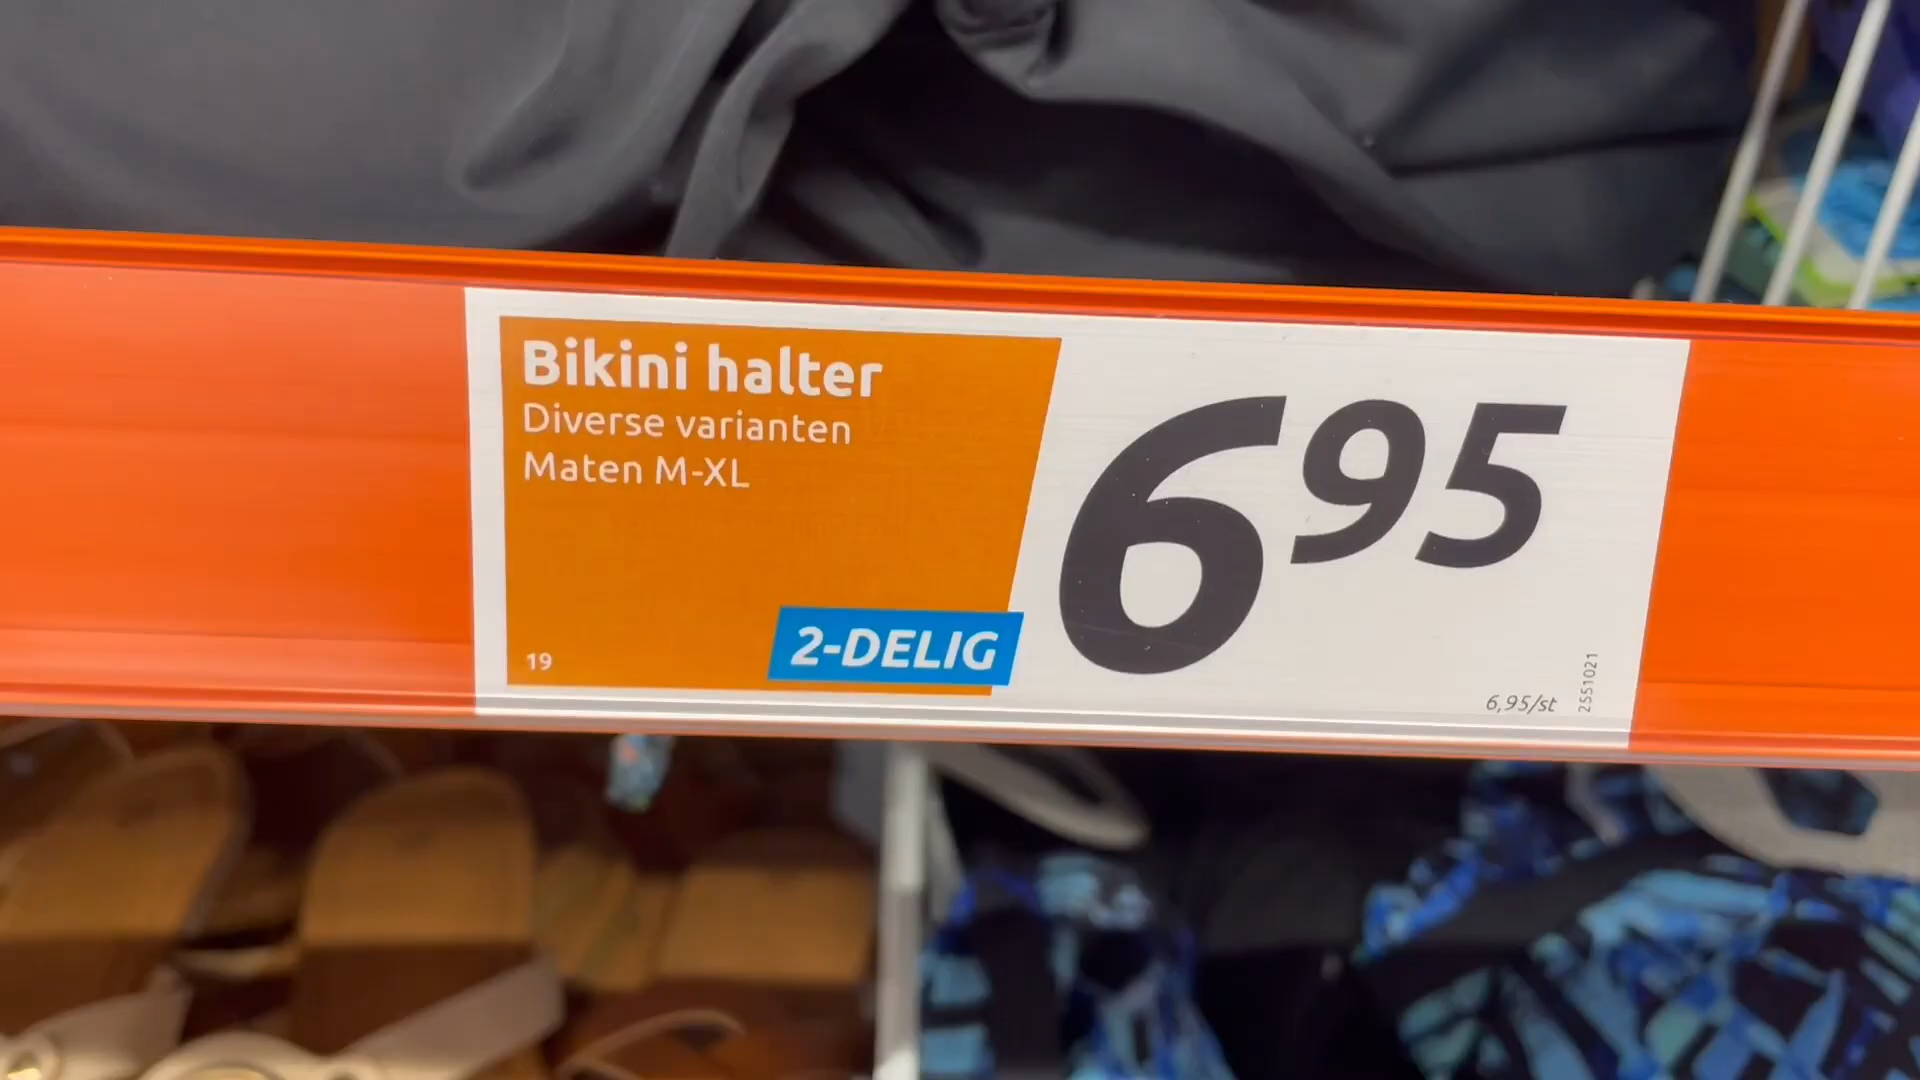 Bikini halter
Diverse varianten
Maten M-XL
695
2-DELIG
19
6,95/st
2551021